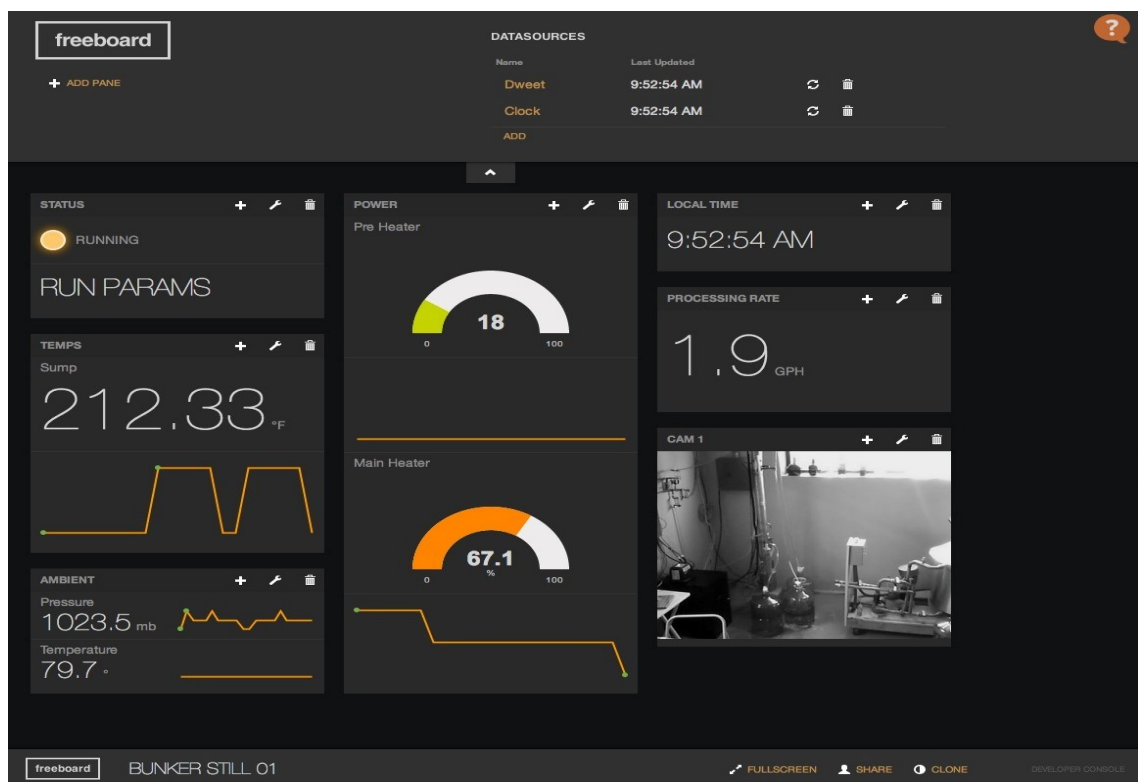 freeboard
ADD PANE
DATASOURCES
Name Last Updated
Dweet 9:52:54 AM
Clock 9:52:54 AM
ADD
?
STATUS
RUNNING
RUN PARAMS
TEMPS
Sump
212.33 °F
AMBIENT
Pressure
1023.5 mb
Temperature
79.7 °
POWER
Pre Heater
18
0 100
Main Heater
67.1
%
0 100
LOCAL TIME
9:52:54 AM
PROCESSING RATE
1.9 GPH
CAM 1
freeboard BUNKER STILL 01 FULLSCREEN SHARE CLONE DEVELOPER CONSOLE